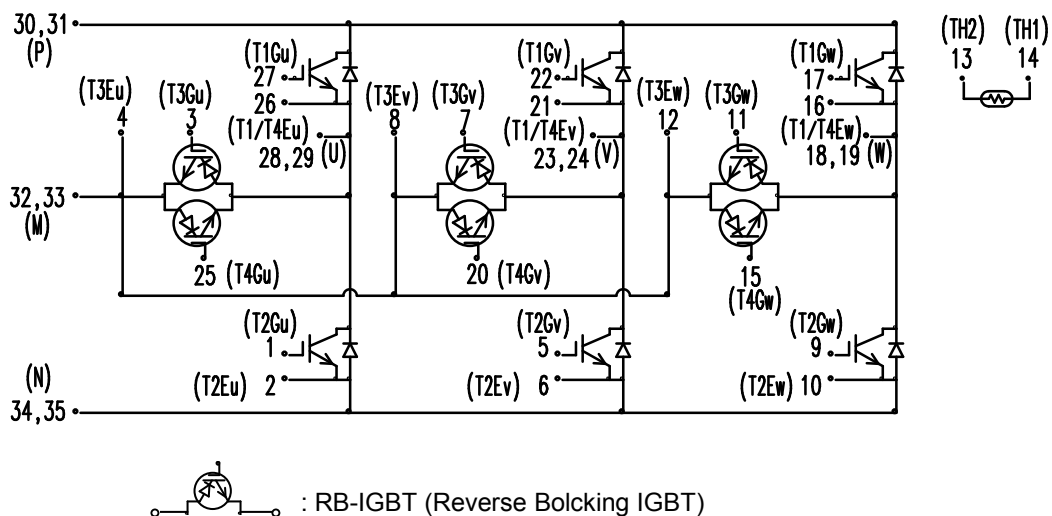 30,31
(P)
(T1Gu)
27
26
(T1Gv)
22
21
(T1Gw)
17
16
(TH2) (TH1)
13 14
(T3Eu)
4
(T3Gu)
3
(T3Ev)
8
(T3Gv)
7
(T3Ew)
12
(T3Gw)
11
(T1/T4Eu)
28,29 (U)
(T1/T4Ev)
23,24 (V)
(T1/T4Ew)
18,19 (W)
32,33
(M)
25 (T4Gu)
20 (T4Gv)
15
(T4Gw)
(T2Gu)
1
(T2Eu) 2
(T2Gv)
5
(T2Ev) 6
(T2Gw)
9
(T2Ew) 10
(N)
34,35
: RB-IGBT (Reverse Bolcking IGBT)